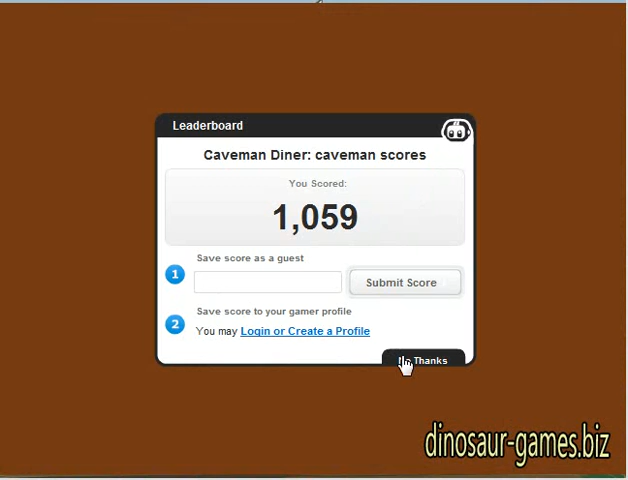 Leaderboard
Caveman Diner: caveman scores
You Scored:
1,059
Save score as a guest
1
Submit Score
Save score to your gamer profile
2
You may Login or Create a Profile
Thanks
dinosaur-games.biz